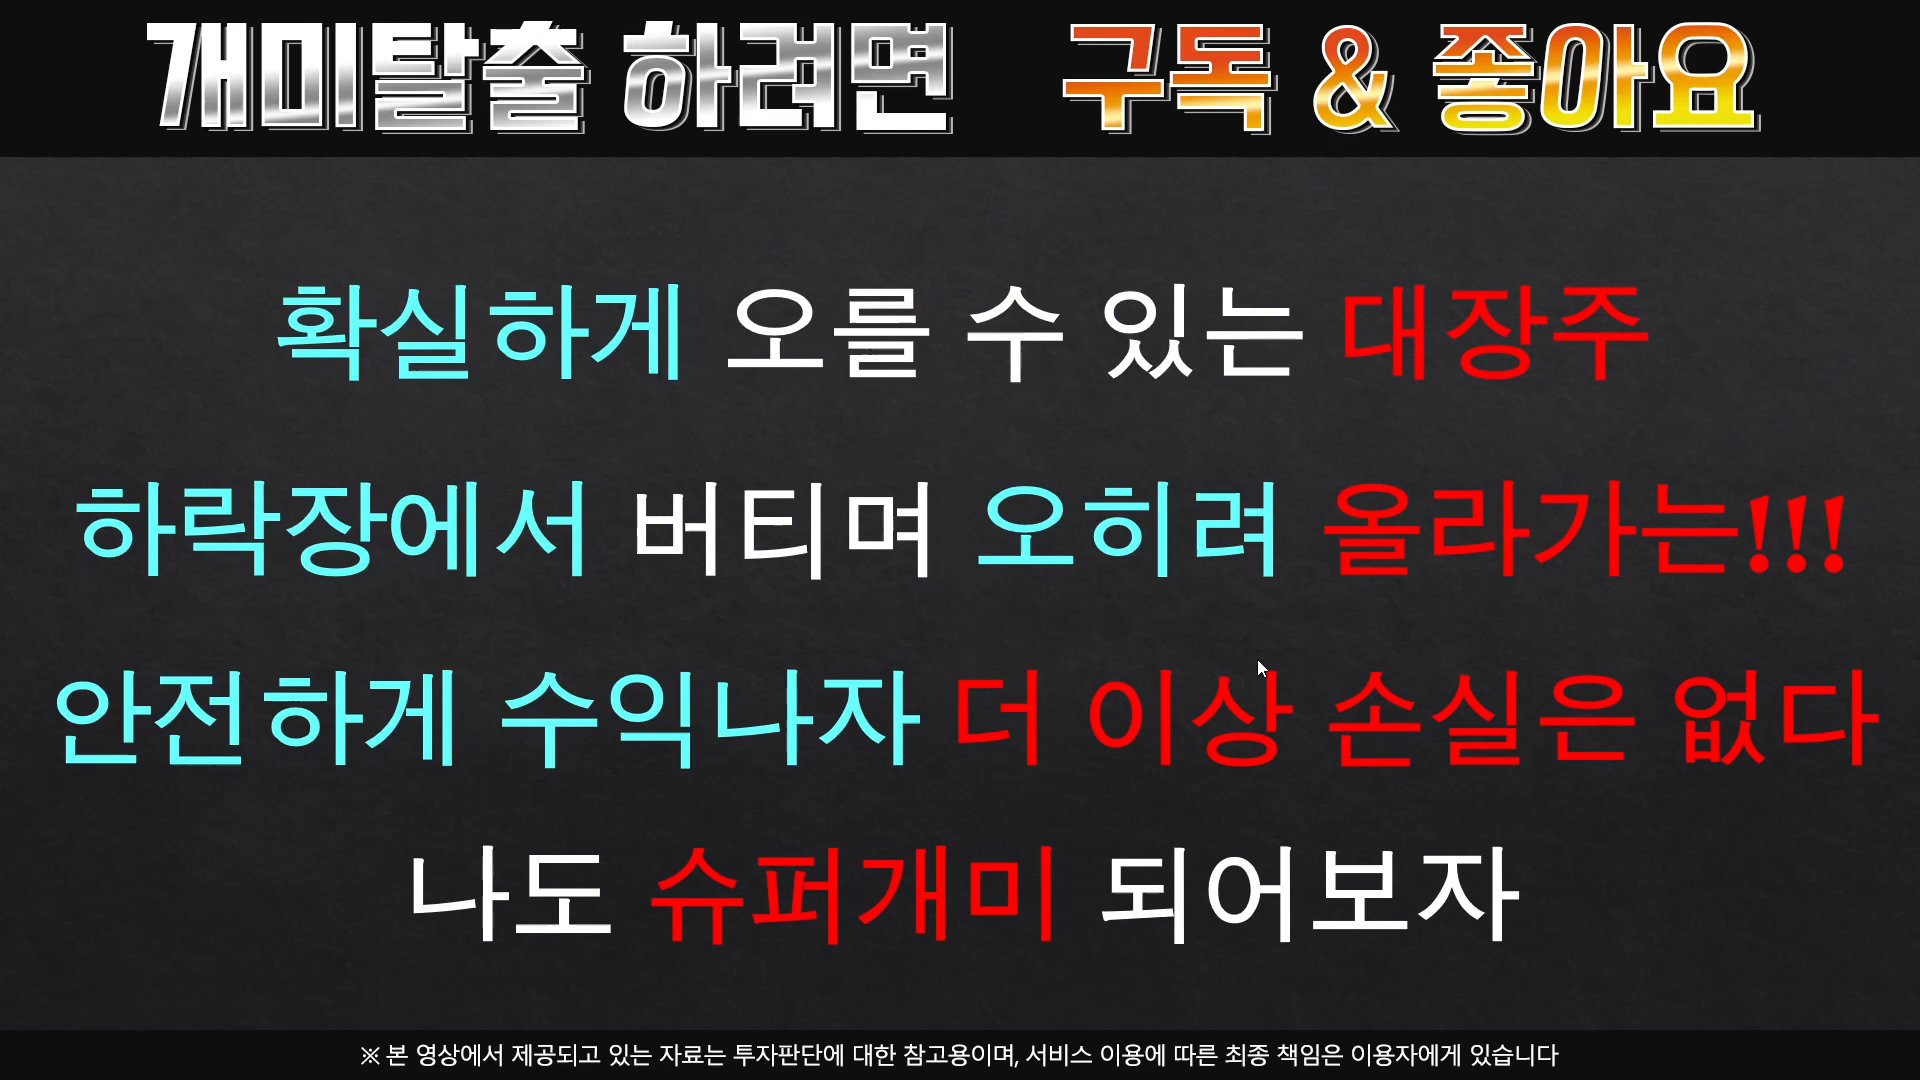 개미탈출 하려면 구독 & 좋아요
확실하게 오를 수 있는 대장주
하락장에서 버티며 오히려 올라가는!!!
안전하게 수익나자 더 이상 손실은 없다
나도 슈퍼개미 되어보자
※ 본 영상에서 제공되고 있는 자료는 투자판단에 대한 참고용이며, 서비스 이용에 따른 최종 책임은 이용자에게 있습니다